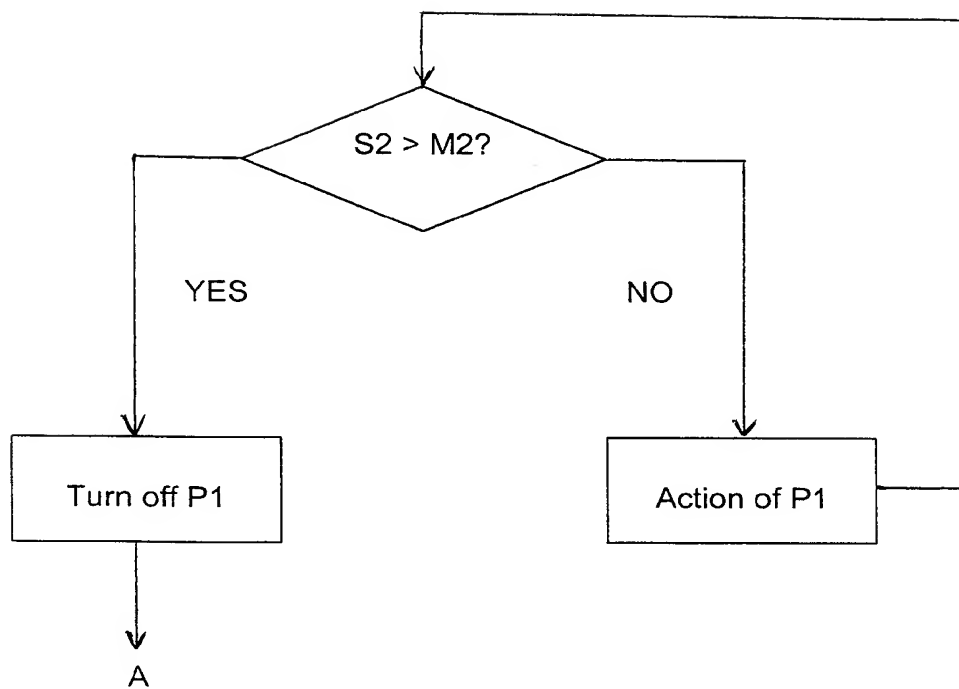 S2 > M2?
YES
NO
Turn off P1
Action of P1
A